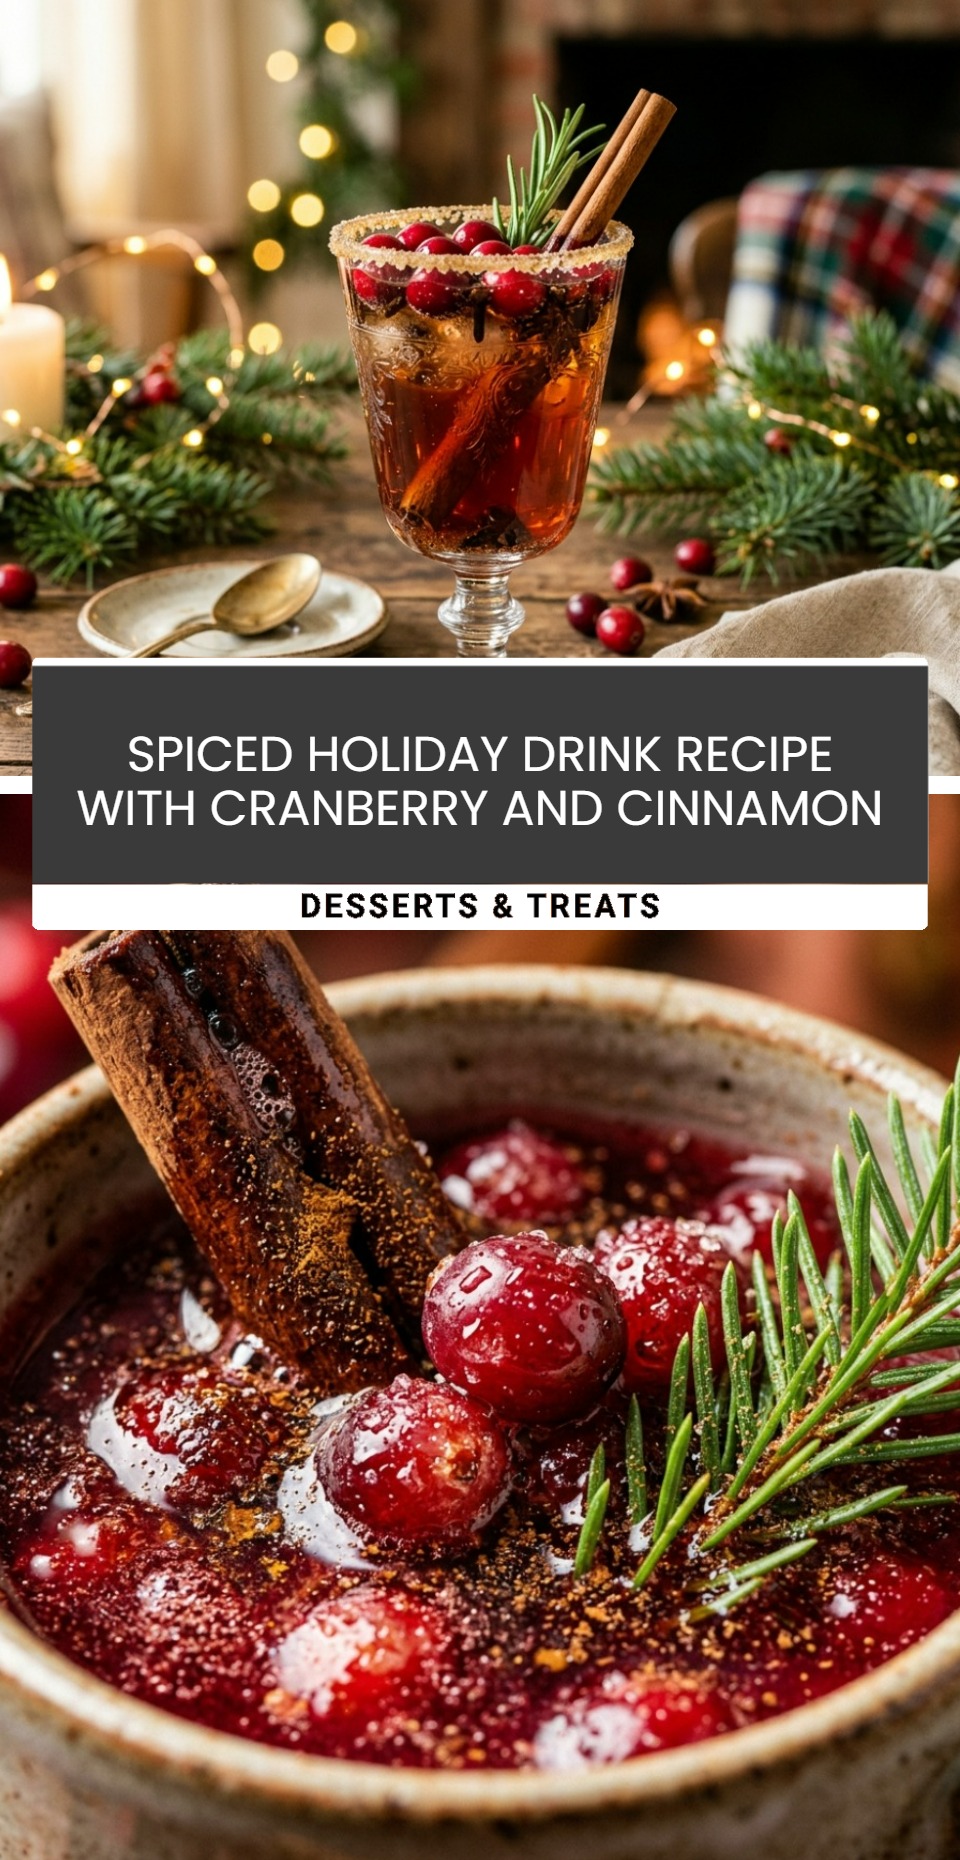 SPICED HOLIDAY DRINK RECIPE
WITH CRANBERRY AND CINNAMON
DESSERTS & TREATS